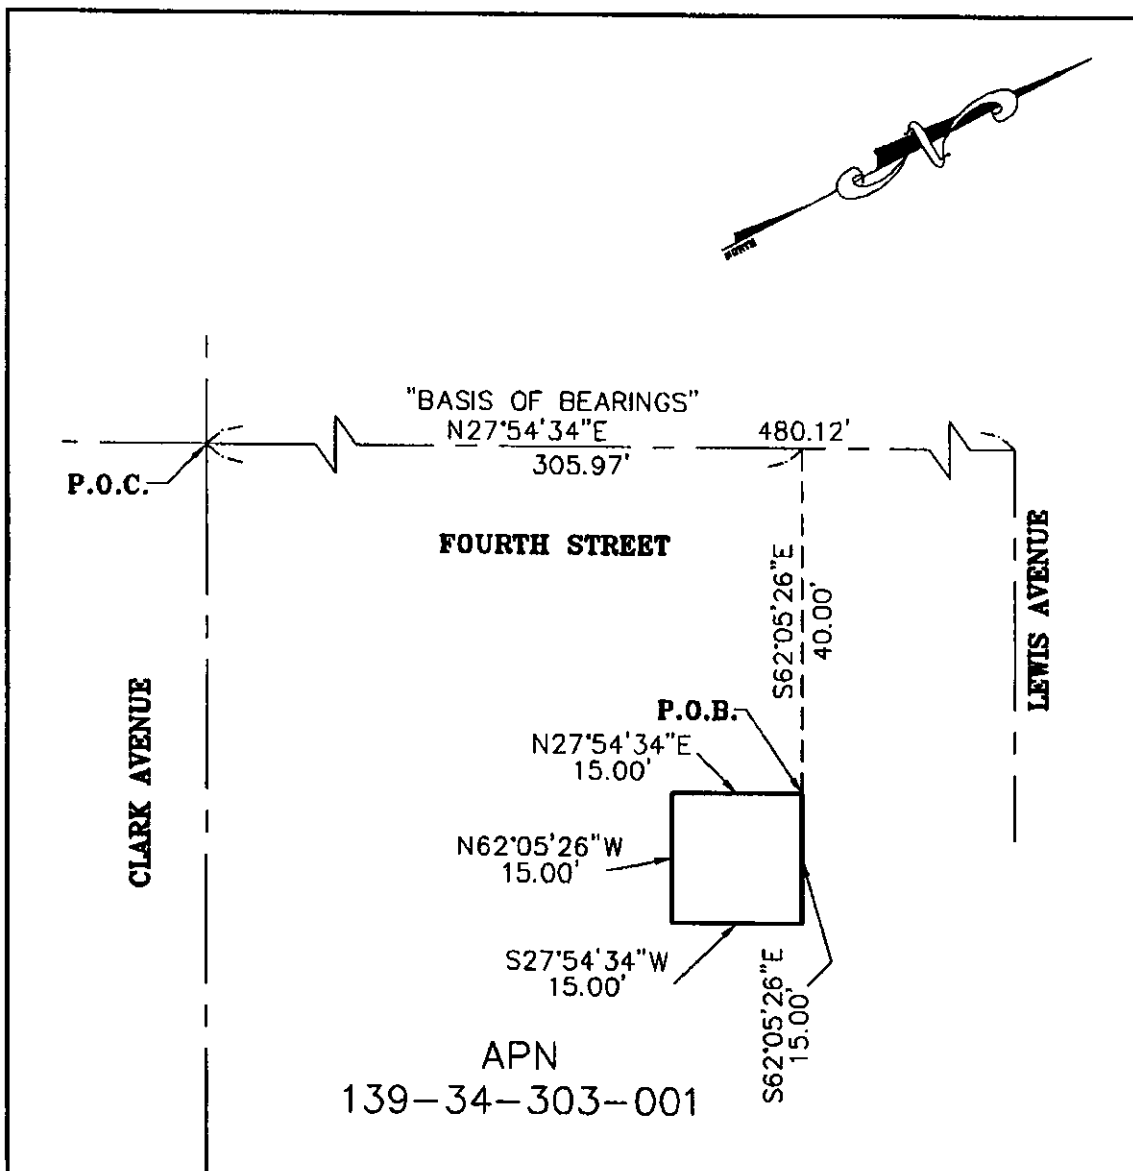 N
NORTH
"BASIS OF BEARINGS"
N27°54'34"E
480.12'
305.97'
P.O.C.
FOURTH STREET
S62°05'26"E
40.00'
LEWIS AVENUE
CLARK AVENUE
P.O.B.
N27°54'34"E
15.00'
N62°05'26"W
15.00'
S27°54'34"W
15.00'
S62°05'26"E
15.00'
APN
139-34-303-001